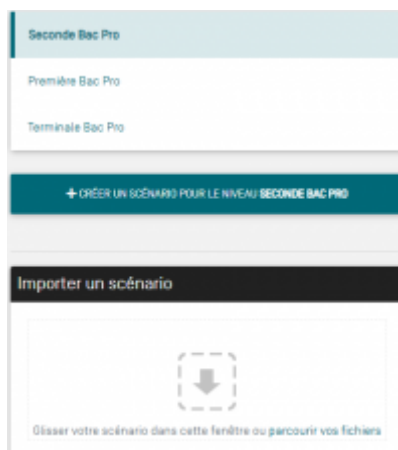 Seconde Bac Pro
Première Bac Pro
Terminale Bac Pro
+ CRÉER UN SCÉNARIO POUR LE NIVEAU SECONDE BAC PRO
Importer un scénario
Glisser votre scénario dans cette fenêtre ou parcourir vos fichiers